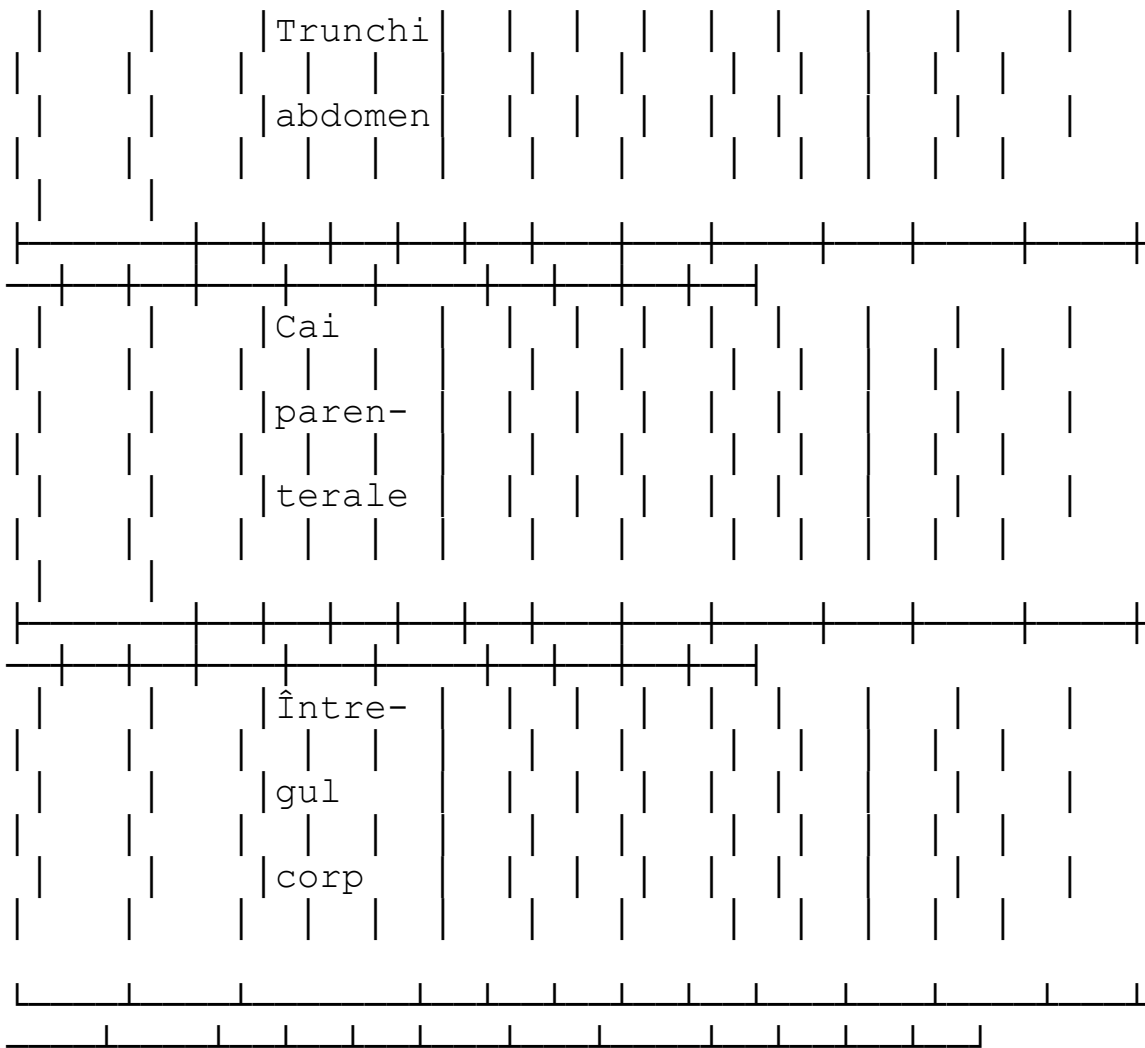 Trunchi
abdomen
Cai
paren-
terale
Între-
gul
corp